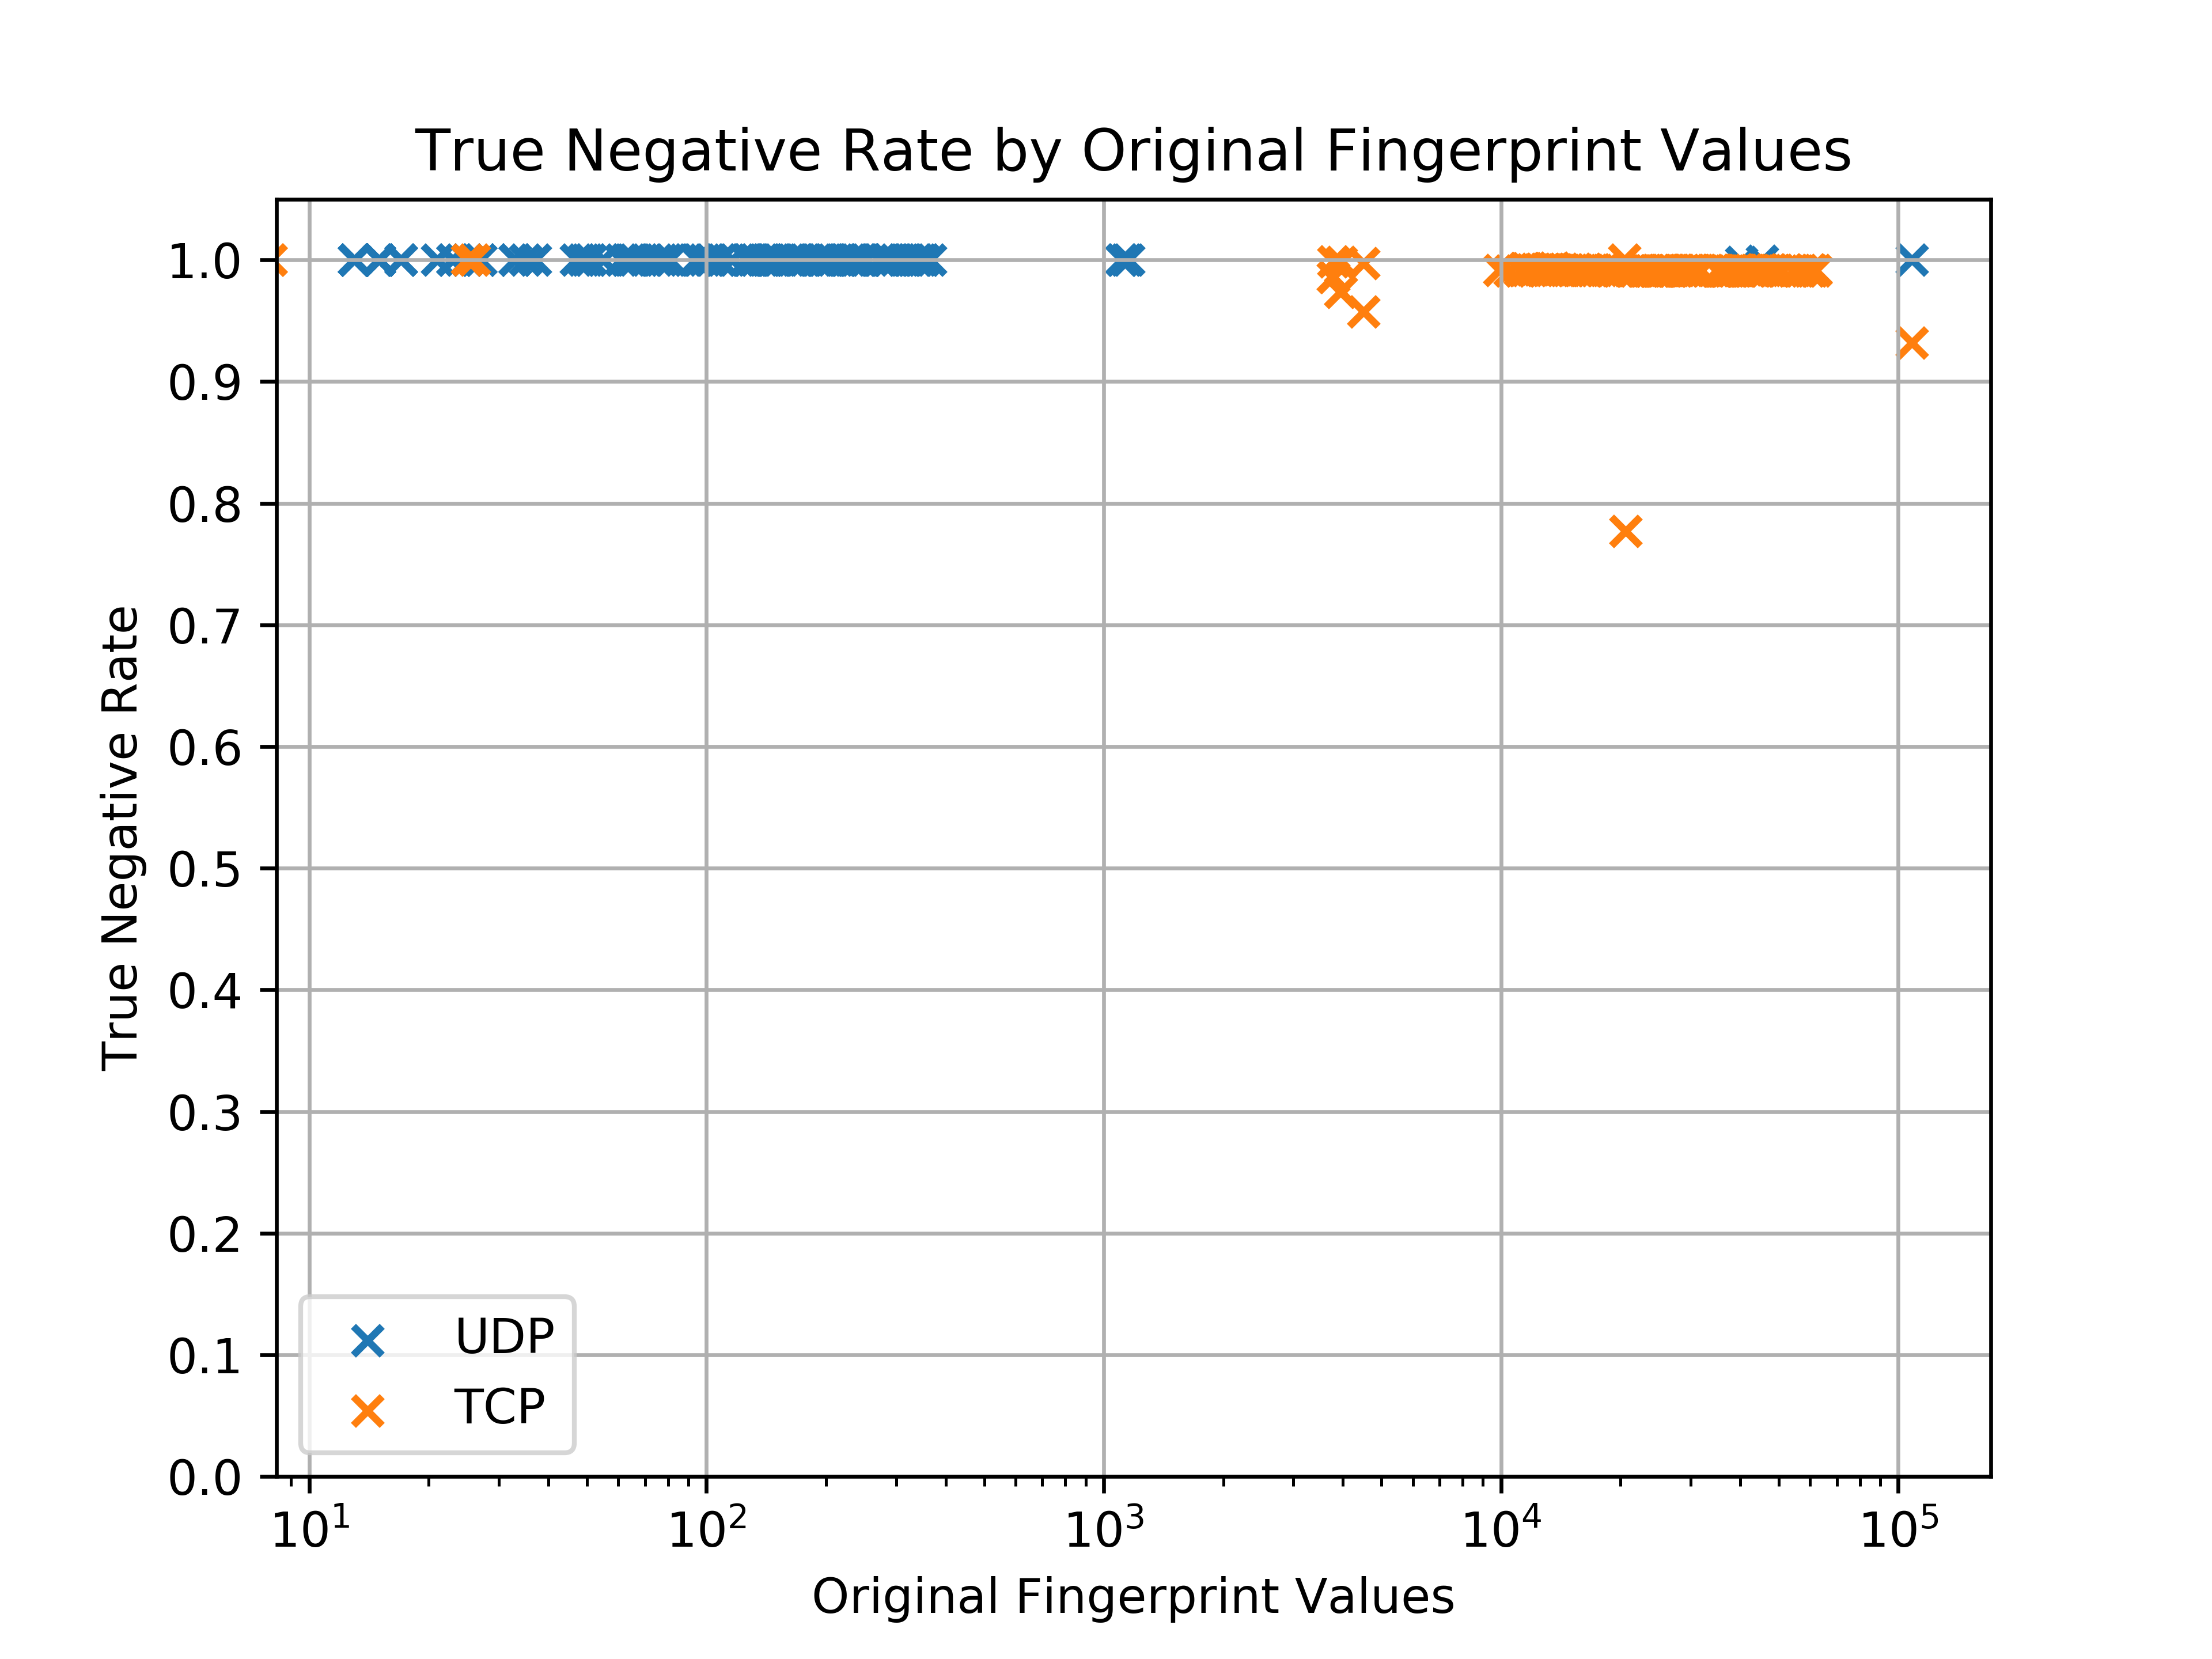 True Negative Rate by Original Fingerprint Values
True Negative Rate
1.0
0.9
0.8
0.7
0.6
0.5
0.4
0.3
0.2
0.1
0.0
UDP
TCP
10¹ 10² 10³ 10⁴ 10⁵
Original Fingerprint Values